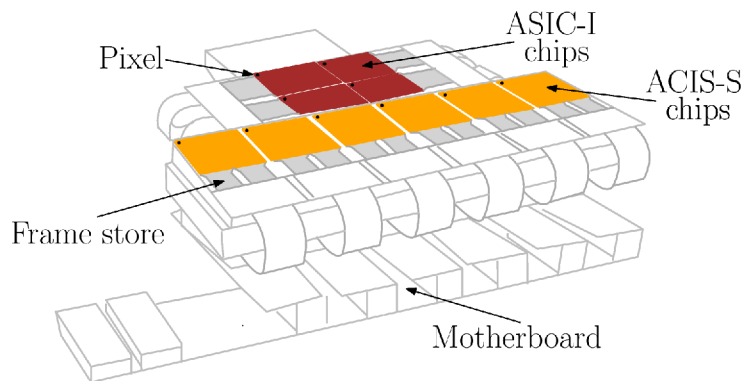 ASIC-I
chips
Pixel
ACIS-S
chips
Frame store
Motherboard